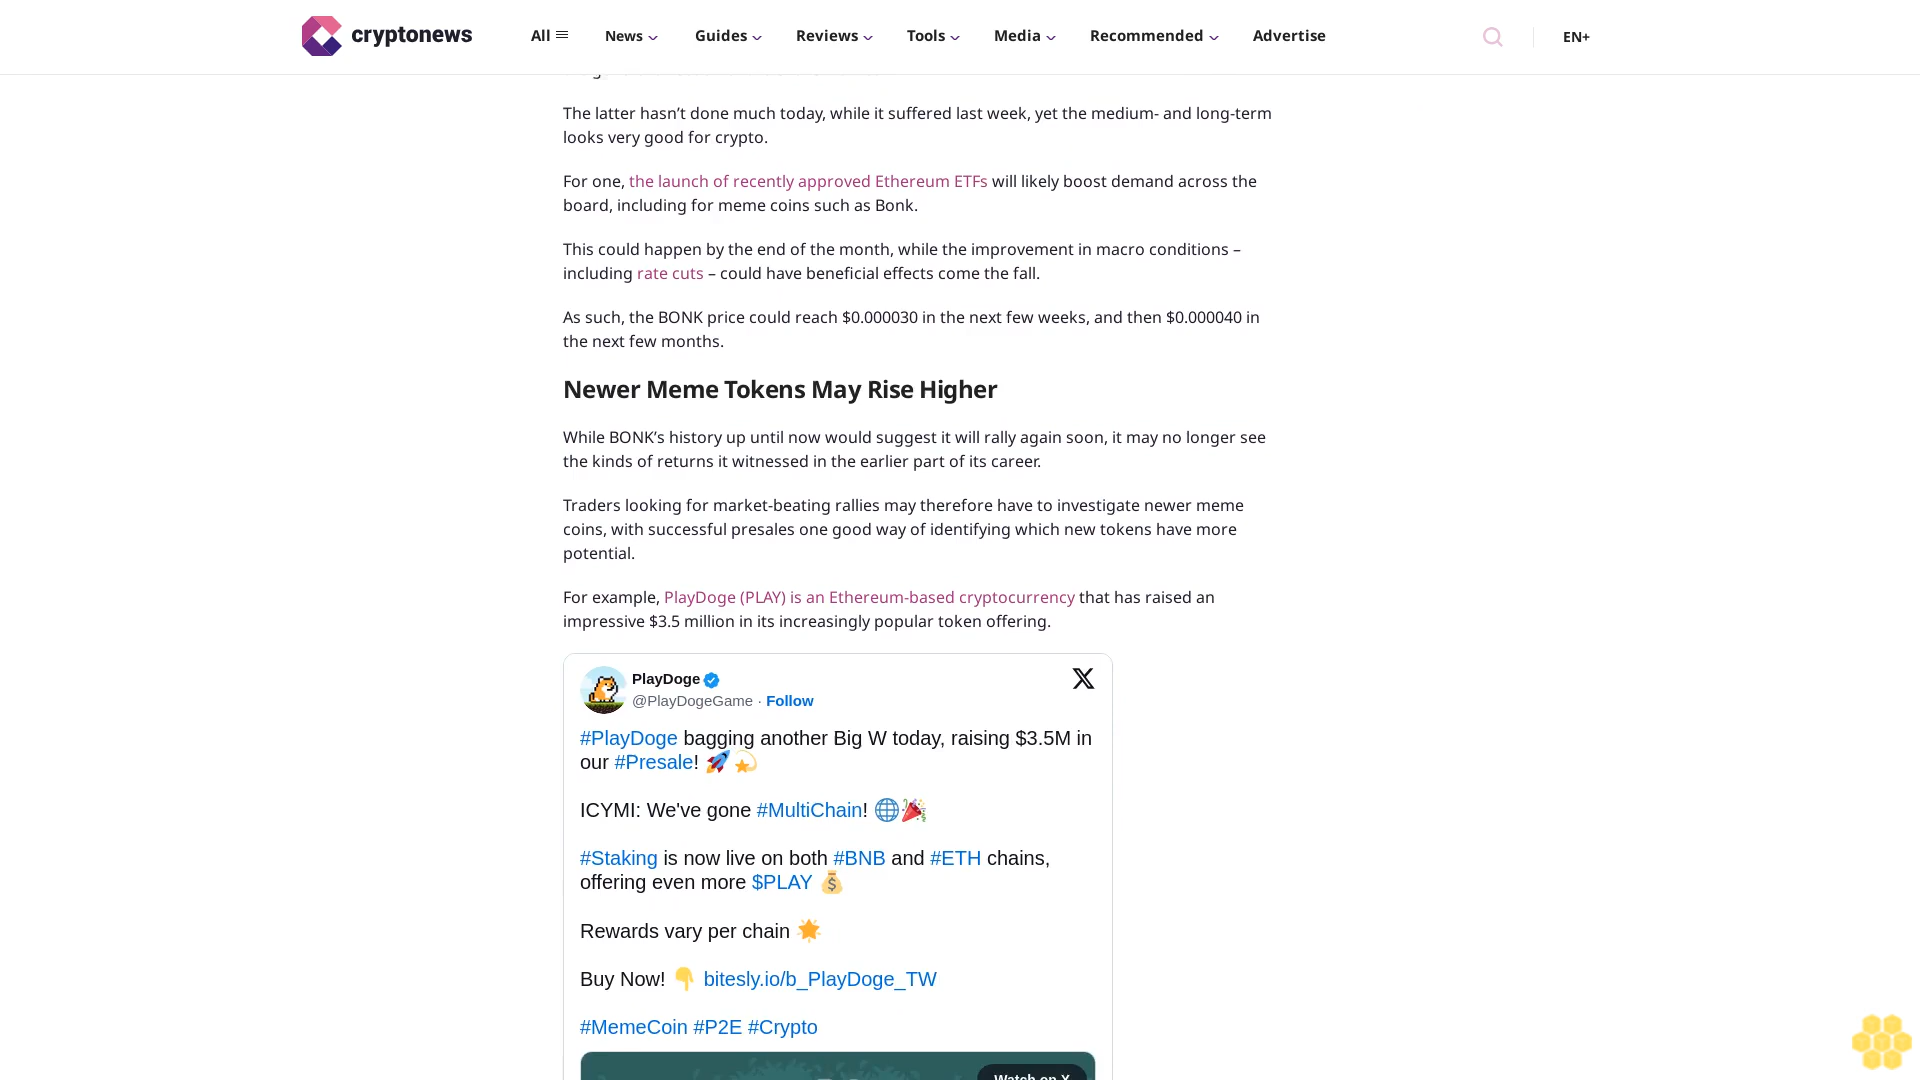 cryptonews
All
News
Guides
Reviews
Tools
Media
Recommended
Advertise
EN+
The latter hasn’t done much today, while it suffered last week, yet the medium- and long-term
looks very good for crypto.
For one, the launch of recently approved Ethereum ETFs will likely boost demand across the
board, including for meme coins such as Bonk.
This could happen by the end of the month, while the improvement in macro conditions –
including rate cuts – could have beneficial effects come the fall.
As such, the BONK price could reach $0.000030 in the next few weeks, and then $0.000040 in
the next few months.
Newer Meme Tokens May Rise Higher
While BONK’s history up until now would suggest it will rally again soon, it may no longer see
the kinds of returns it witnessed in the earlier part of its career.
Traders looking for market-beating rallies may therefore have to investigate newer meme
coins, with successful presales one good way of identifying which new tokens have more
potential.
For example, PlayDoge (PLAY) is an Ethereum-based cryptocurrency that has raised an
impressive $3.5 million in its increasingly popular token offering.
PlayDoge
@PlayDogeGame · Follow
#PlayDoge bagging another Big W today, raising $3.5M in
our #Presale! 🚀💫
ICYMI: We've gone #MultiChain! 🌐🎉
#Staking is now live on both #BNB and #ETH chains,
offering even more $PLAY 💰
Rewards vary per chain 🌟
Buy Now! 👇 bitesly.io/b_PlayDoge_TW
#MemeCoin #P2E #Crypto
Watch on X